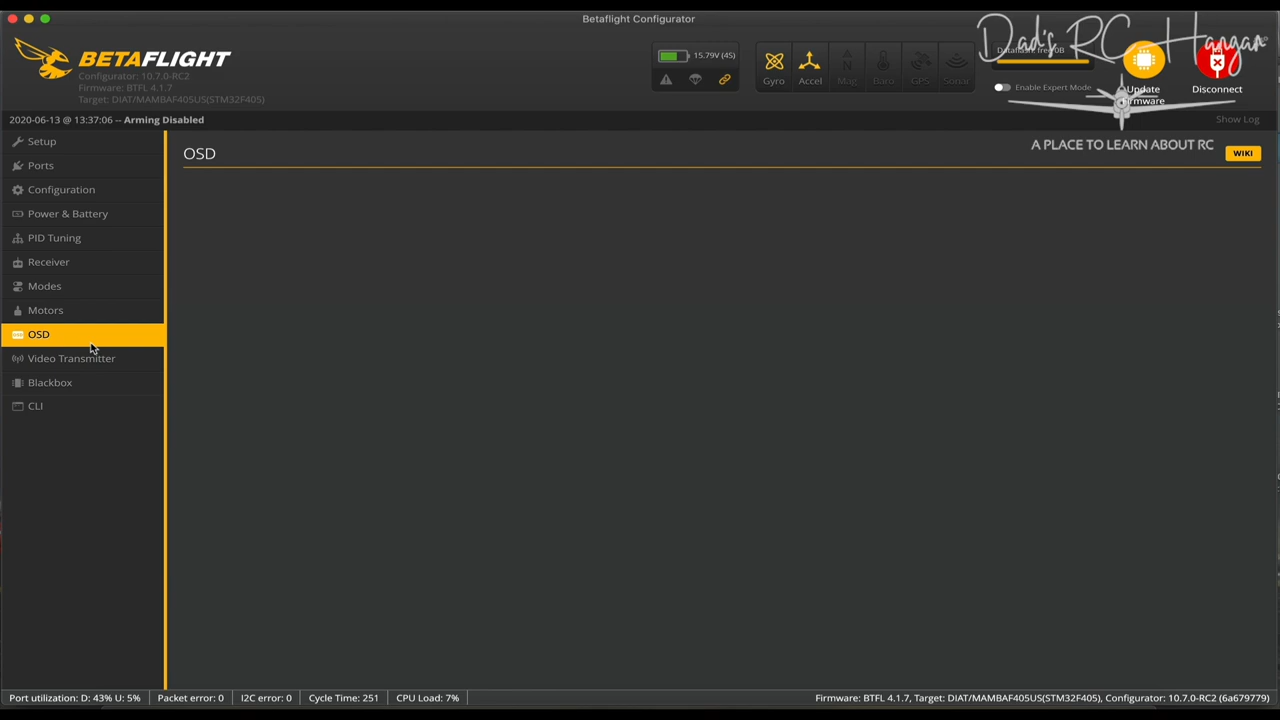 Betaflight Configurator
BETAFLIGHT
Configurator: 10.7.0-RC2
Firmware: BTFL 4.1.7
Target: DIAT/MAMBAF405US(STM32F405)
15.79V (4S)
Gyro
Accel
Mag
Baro
GPS
Sonar
Dataflash: free 0B
Enable Expert Mode
Update
Firmware
Disconnect
Dad's RC Hangar
A PLACE TO LEARN ABOUT RC
2020-06-13 @ 13:37:06 -- Arming Disabled
Show Log
Setup
Ports
Configuration
Power & Battery
PID Tuning
Receiver
Modes
Motors
OSD
Video Transmitter
Blackbox
CLI
OSD
WIKI
Port utilization: D: 43% U: 5%
Packet error: 0
I2C error: 0
Cycle Time: 251
CPU Load: 7%
Firmware: BTFL 4.1.7, Target: DIAT/MAMBAF405US(STM32F405), Configurator: 10.7.0-RC2 (6a679779)